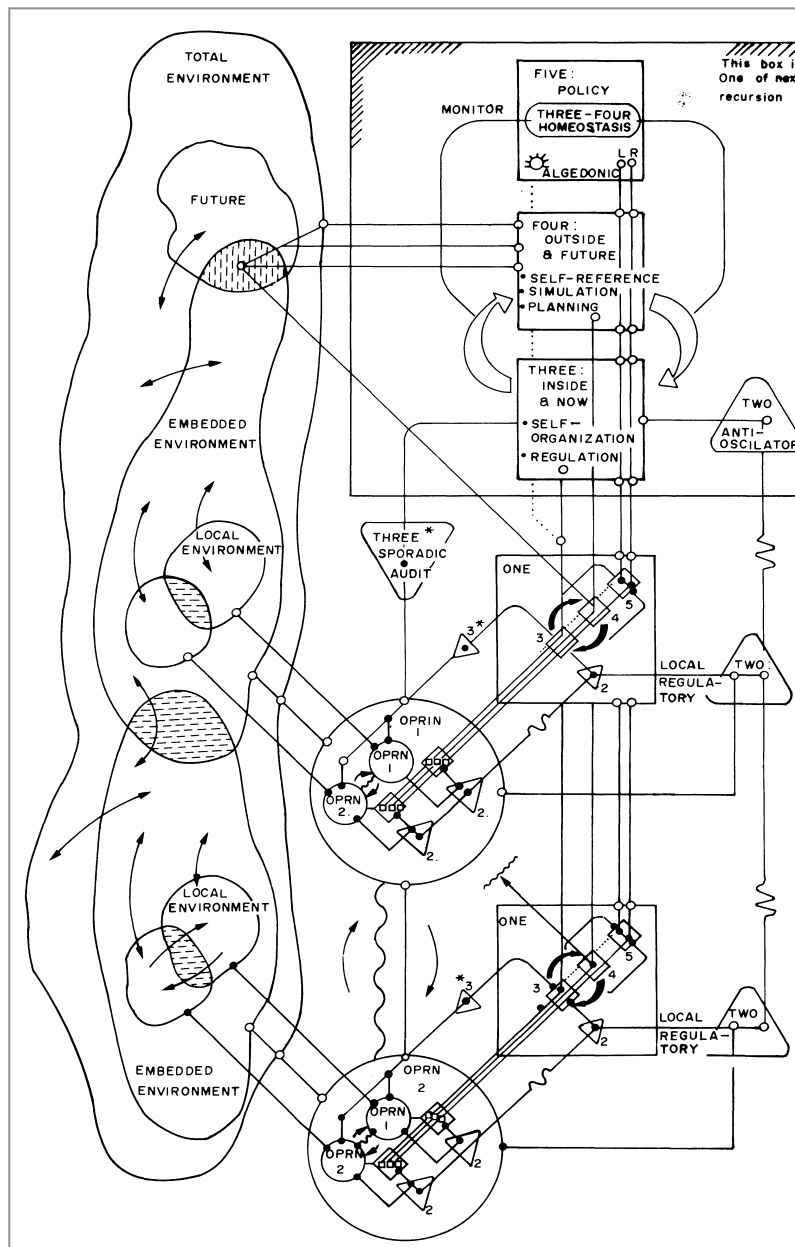 TOTAL
ENVIRONMENT
This box i
One of nex
recursion
FIVE:
POLICY
MONITOR
THREE-FOUR
HOMEOSTASIS
L R
ALGEDONIC
FUTURE
FOUR:
OUTSIDE
& FUTURE
• SELF-REFERENCE
• SIMULATION
• PLANNING
THREE:
INSIDE
& NOW
• SELF-
ORGANIZATION
• REGULATION
TWO
ANTI-
OSCILATOR
EMBEDDED
ENVIRONMENT
LOCAL
ENVIRONMENT
THREE *
SPORADIC
AUDIT
ONE
5
4
3
3*
2
LOCAL
REGULA-
TORY
TWO
OPRIN
1
OPRN
1
OPRN
2.
2.
2.
LOCAL
ENVIRONMENT
ONE
5
4
3
*3
2
LOCAL
REGULA-
TORY
TWO
EMBEDDED
ENVIRONMENT
OPRN
2
OPRN
1
OPRN
2
2
2